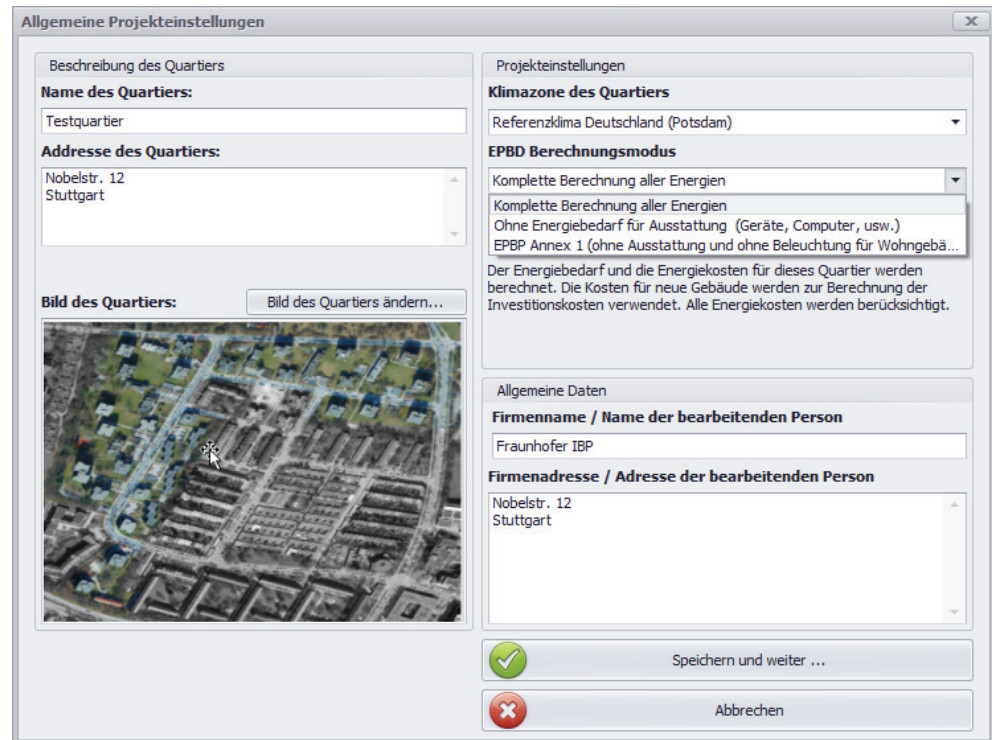 Allgemeine Projekteinstellungen
Beschreibung des Quartiers
Name des Quartiers:
Testquartier
Addresse des Quartiers:
Nobelstr. 12
Stuttgart
Bild des Quartiers:
Bild des Quartiers ändern...
Projekteinstellungen
Klimazone des Quartiers
Referenzklima Deutschland (Potsdam)
EPBD Berechnungsmodus
Komplette Berechnung aller Energien
Komplette Berechnung aller Energien
Ohne Energiebedarf für Ausstattung (Geräte, Computer, usw.)
EPBP Annex 1 (ohne Ausstattung und ohne Beleuchtung für Wohngebä...
Der Energiebedarf und die Energiekosten für dieses Quartier werden
berechnet. Die Kosten für neue Gebäude werden zur Berechnung der
Investitionskosten verwendet. Alle Energiekosten werden berücksichtigt.
Allgemeine Daten
Firmenname / Name der bearbeitenden Person
Fraunhofer IBP
Firmenadresse / Adresse der bearbeitenden Person
Nobelstr. 12
Stuttgart
Speichern und weiter ...
Abbrechen